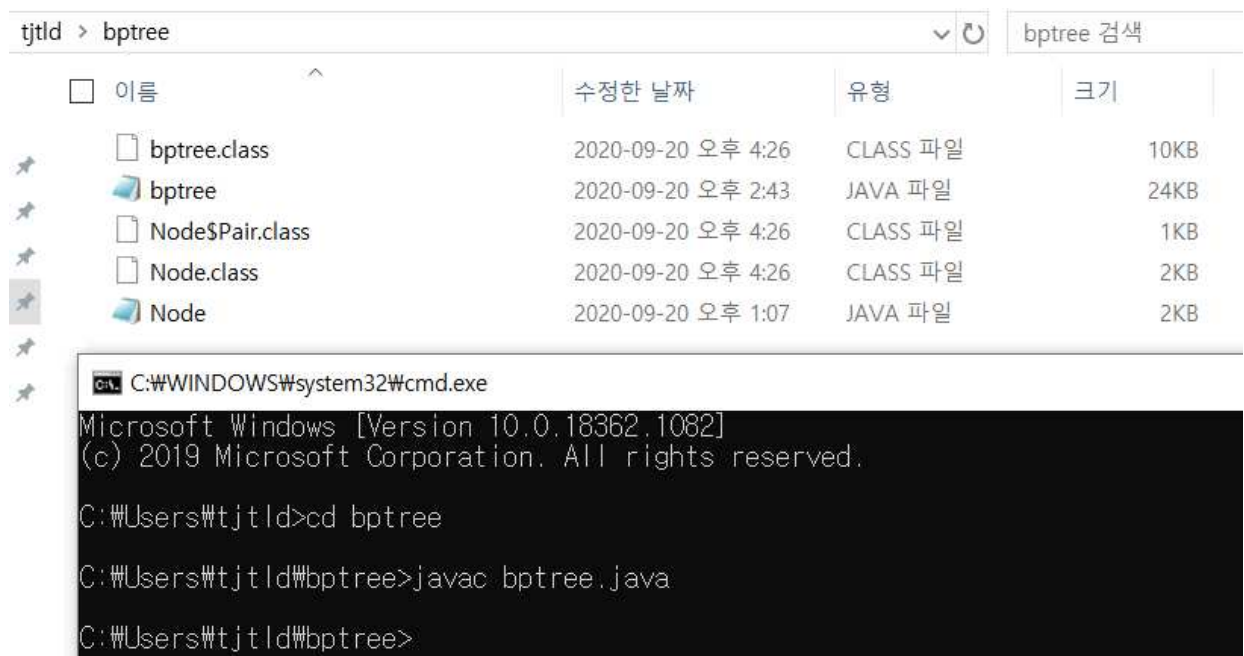 tjtld > bptree
bptree 검색
이름 수정한 날짜 유형 크기
bptree.class 2020-09-20 오후 4:26 CLASS 파일 10KB
bptree 2020-09-20 오후 2:43 JAVA 파일 24KB
Node$Pair.class 2020-09-20 오후 4:26 CLASS 파일 1KB
Node.class 2020-09-20 오후 4:26 CLASS 파일 2KB
Node 2020-09-20 오후 1:07 JAVA 파일 2KB
C:₩WINDOWS₩system32₩cmd.exe
Microsoft Windows [Version 10.0.18362.1082]
(c) 2019 Microsoft Corporation. All rights reserved.
C:₩Users₩tjtld>cd bptree
C:₩Users₩tjtld₩bptree>javac bptree.java
C:₩Users₩tjtld₩bptree>